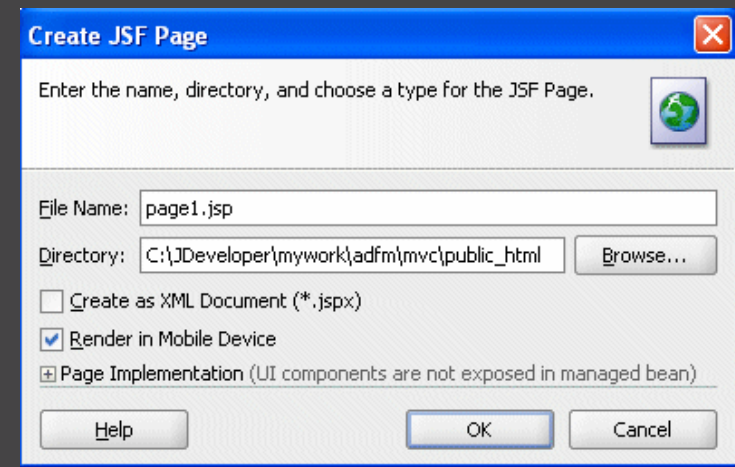 Create JSF Page
Enter the name, directory, and choose a type for the JSF Page.
File Name: page1.jsp
Directory: C:\JDeveloper\mywork\adfm\mvc\public_html Browse...
Create as XML Document (*.jspx)
Render in Mobile Device
Page Implementation (UI components are not exposed in managed bean)
Help OK Cancel